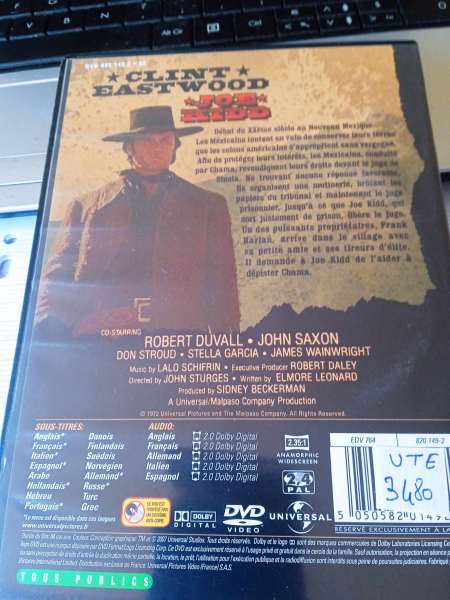 CLINT
EASTWOOD
JOE
KIDD
Début du XXème siècle au Nouveau Mexique.
Les Mexicains tentent en vain de conserver leurs terres
que les colons américains s'approprient sans vergogne.
Afin de protéger leurs intérêts, les Mexicains, conduits
par Chama, revendiquent leurs droits devant le juge de
Sinola. Ne trouvant aucune réponse favorable,
ils organisent une mutinerie, brûlent les
papiers du tribunal et maintenant le juge
prisonnier, jusqu'à ce que Joe Kidd, qui
sort justement de prison, libère le juge.
Un des puissants propriétaires, Frank
Harlan, arrive dans le village avec
sa petite amie et ses tireurs d'élite.
Il demande à Joe Kidd de l'aider à
dépister Chama.
CO-STARRING
ROBERT DUVALL • JOHN SAXON
DON STROUD • STELLA GARCIA • JAMES WAINWRIGHT
Music by LALO SCHIFRIN • Executive Producer ROBERT DALEY
Directed by JOHN STURGES • Written by ELMORE LEONARD
Produced by SIDNEY BECKERMAN
A Universal/Malpaso Company Production
© 1972 Universal Pictures and The Malpaso Company. All Rights Reserved.
SOUS-TITRES:
Anglais* Danois
Français* Finlandais
Italien* Suédois
Espagnol* Norvégien
Arabe Allemand*
Hollandais* Russe*
Hébreu Turc
Portugais* Grec
AUDIO:
Anglais 2.0 Dolby Digital
Français 2.0 Dolby Digital
Allemand 2.0 Dolby Digital
Italien 2.0 Dolby Digital
Espagnol 2.0 Dolby Digital
2.35:1
ANAMORPHIC
WIDESCREEN
2.4
PAL
EDV 764 820 149-2
UTE
3480
5 050582 01492
DOLBY
DIGITAL
DVD
VIDEO
UNIVERSAL
RÉSERVÉ EXCLUSIVEMENT À LA
TOUS PUBLICS